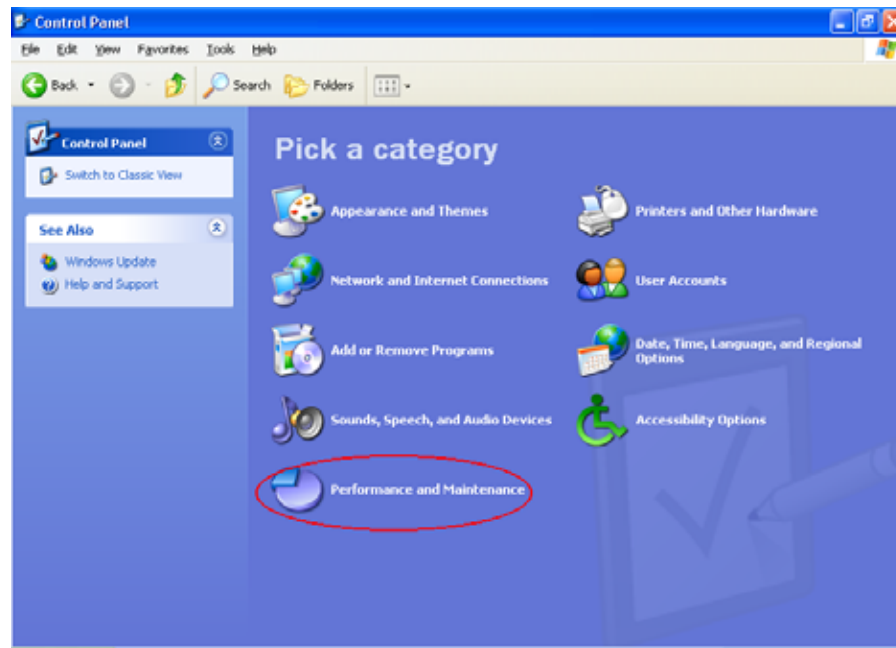 Control Panel
File Edit View Favorites Tools Help
Back Search Folders
Control Panel
Switch to Classic View
See Also
Windows Update
Help and Support
Pick a category
Appearance and Themes
Printers and Other Hardware
Network and Internet Connections
User Accounts
Add or Remove Programs
Date, Time, Language, and Regional
Options
Sounds, Speech, and Audio Devices
Accessibility Options
Performance and Maintenance